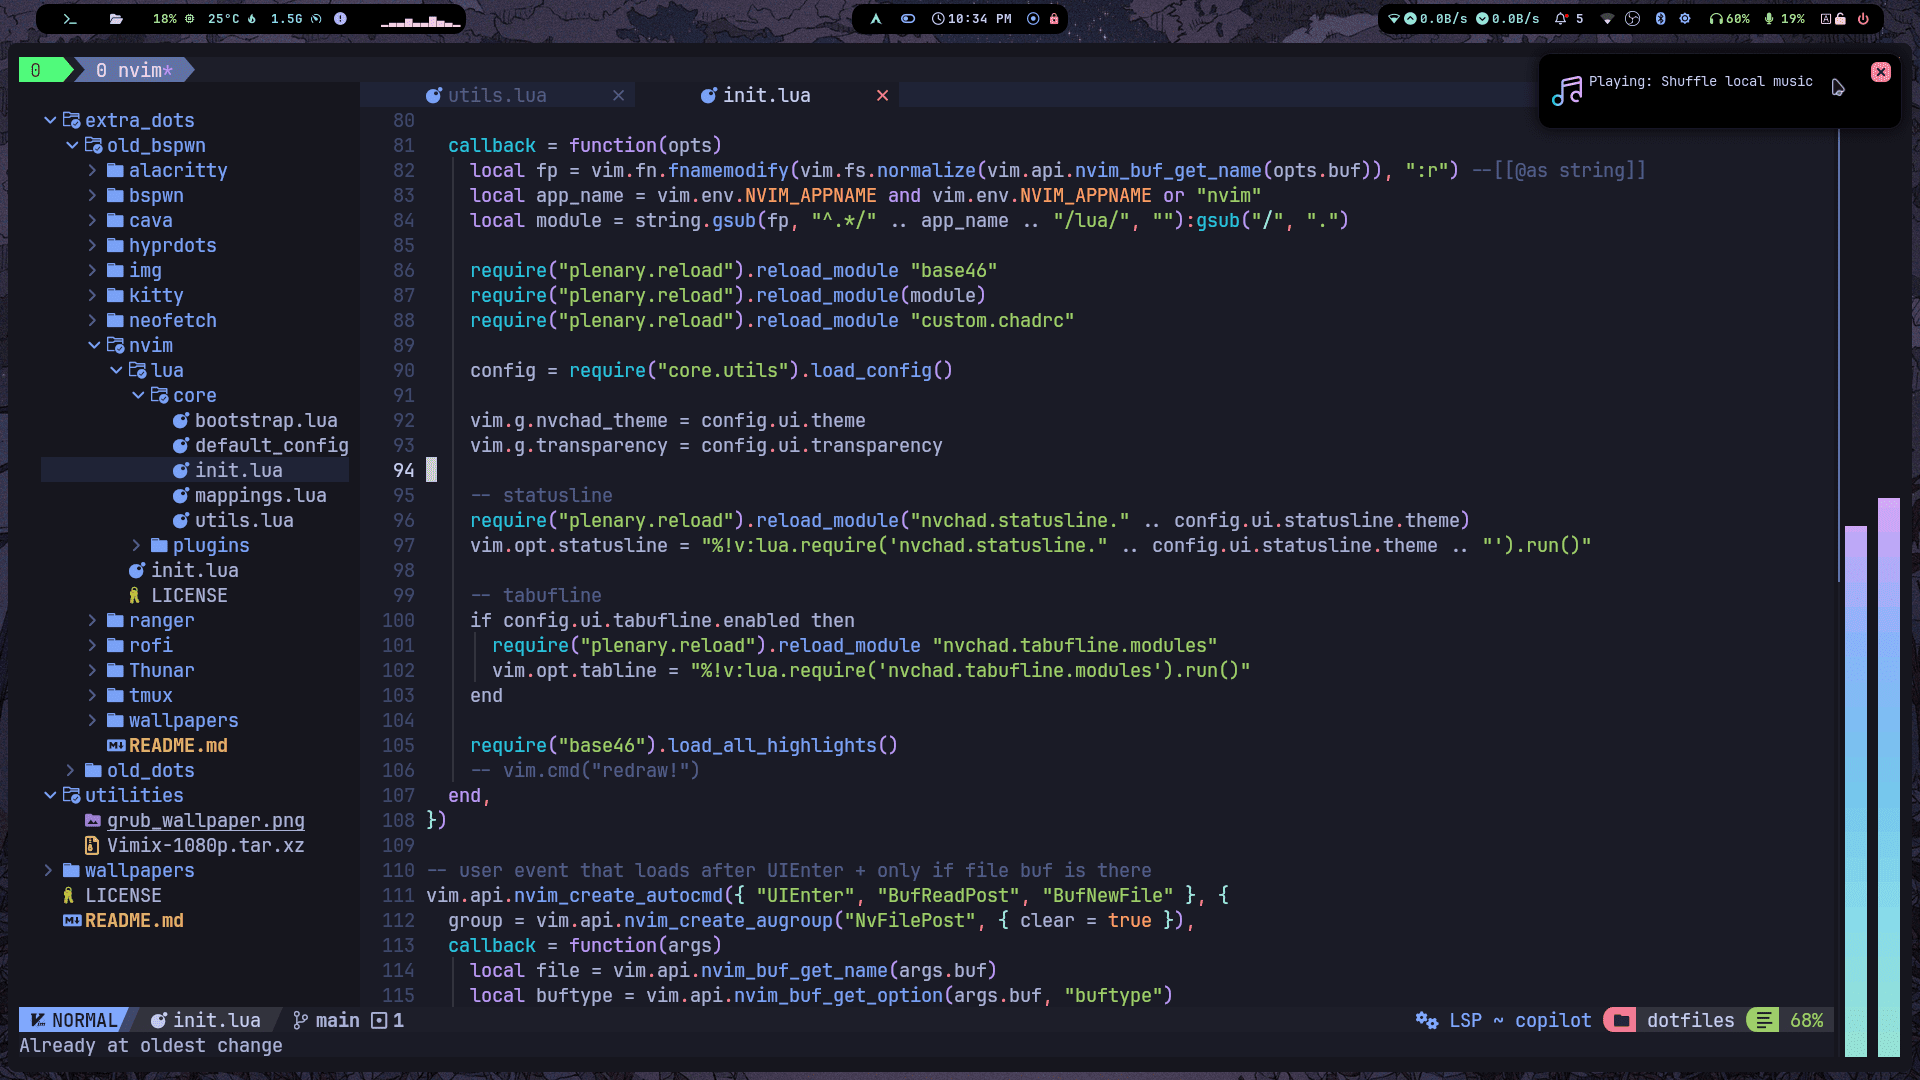 18% 25°C 1.5G
10:34 PM
0.0B/s 0.0B/s 5 60% 19%
0 0 nvim*
Playing: Shuffle local music
utils.lua init.lua
extra_dots
old_bspwn
alacritty
bspwn
cava
hyprdots
img
kitty
neofetch
nvim
lua
core
bootstrap.lua
default_config
init.lua
mappings.lua
utils.lua
plugins
init.lua
LICENSE
ranger
rofi
Thunar
tmux
wallpapers
README.md
old_dots
utilities
grub_wallpaper.png
Vimix-1080p.tar.xz
wallpapers
LICENSE
README.md
80
81 callback = function(opts)
82 local fp = vim.fn.fnamemodify(vim.fs.normalize(vim.api.nvim_buf_get_name(opts.buf)), ":r") --[[@as string]]
83 local app_name = vim.env.NVIM_APPNAME and vim.env.NVIM_APPNAME or "nvim"
84 local module = string.gsub(fp, "^.*/" .. app_name .. "/lua/", ""):gsub("/", ".")
85
86 require("plenary.reload").reload_module "base46"
87 require("plenary.reload").reload_module(module)
88 require("plenary.reload").reload_module "custom.chadrc"
89
90 config = require("core.utils").load_config()
91
92 vim.g.nvchad_theme = config.ui.theme
93 vim.g.transparency = config.ui.transparency
94
95 -- statusline
96 require("plenary.reload").reload_module("nvchad.statusline." .. config.ui.statusline.theme)
97 vim.opt.statusline = "%!v:lua.require('nvchad.statusline." .. config.ui.statusline.theme .. "').run()"
98
99 -- tabufline
100 if config.ui.tabufline.enabled then
101 require("plenary.reload").reload_module "nvchad.tabufline.modules"
102 vim.opt.tabline = "%!v:lua.require('nvchad.tabufline.modules').run()"
103 end
104
105 require("base46").load_all_highlights()
106 -- vim.cmd("redraw!")
107 end,
108 })
109
110 -- user event that loads after UIEnter + only if file buf is there
111 vim.api.nvim_create_autocmd({ "UIEnter", "BufReadPost", "BufNewFile" }, {
112 group = vim.api.nvim_create_augroup("NvFilePost", { clear = true }),
113 callback = function(args)
114 local file = vim.api.nvim_buf_get_name(args.buf)
115 local buftype = vim.api.nvim_buf_get_option(args.buf, "buftype")
NORMAL init.lua main 1 LSP ~ copilot dotfiles 68%
Already at oldest change